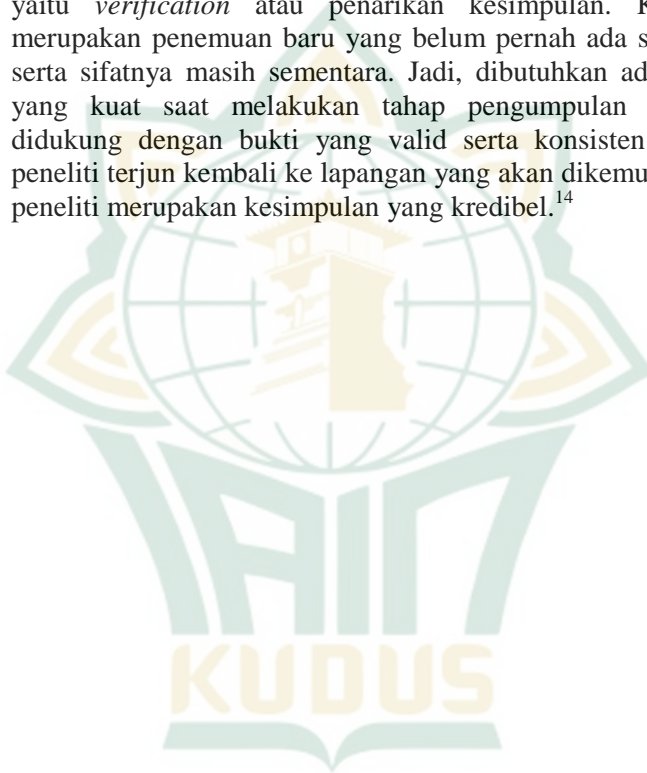 yaitu verification atau penarikan kesimpulan. K
merupakan penemuan baru yang belum pernah ada s
serta sifatnya masih sementara. Jadi, dibutuhkan ad
yang kuat saat melakukan tahap pengumpulan
didukung dengan bukti yang valid serta konsisten
peneliti terjun kembali ke lapangan yang akan dikemu
peneliti merupakan kesimpulan yang kredibel.14
IAIN
KUDUS